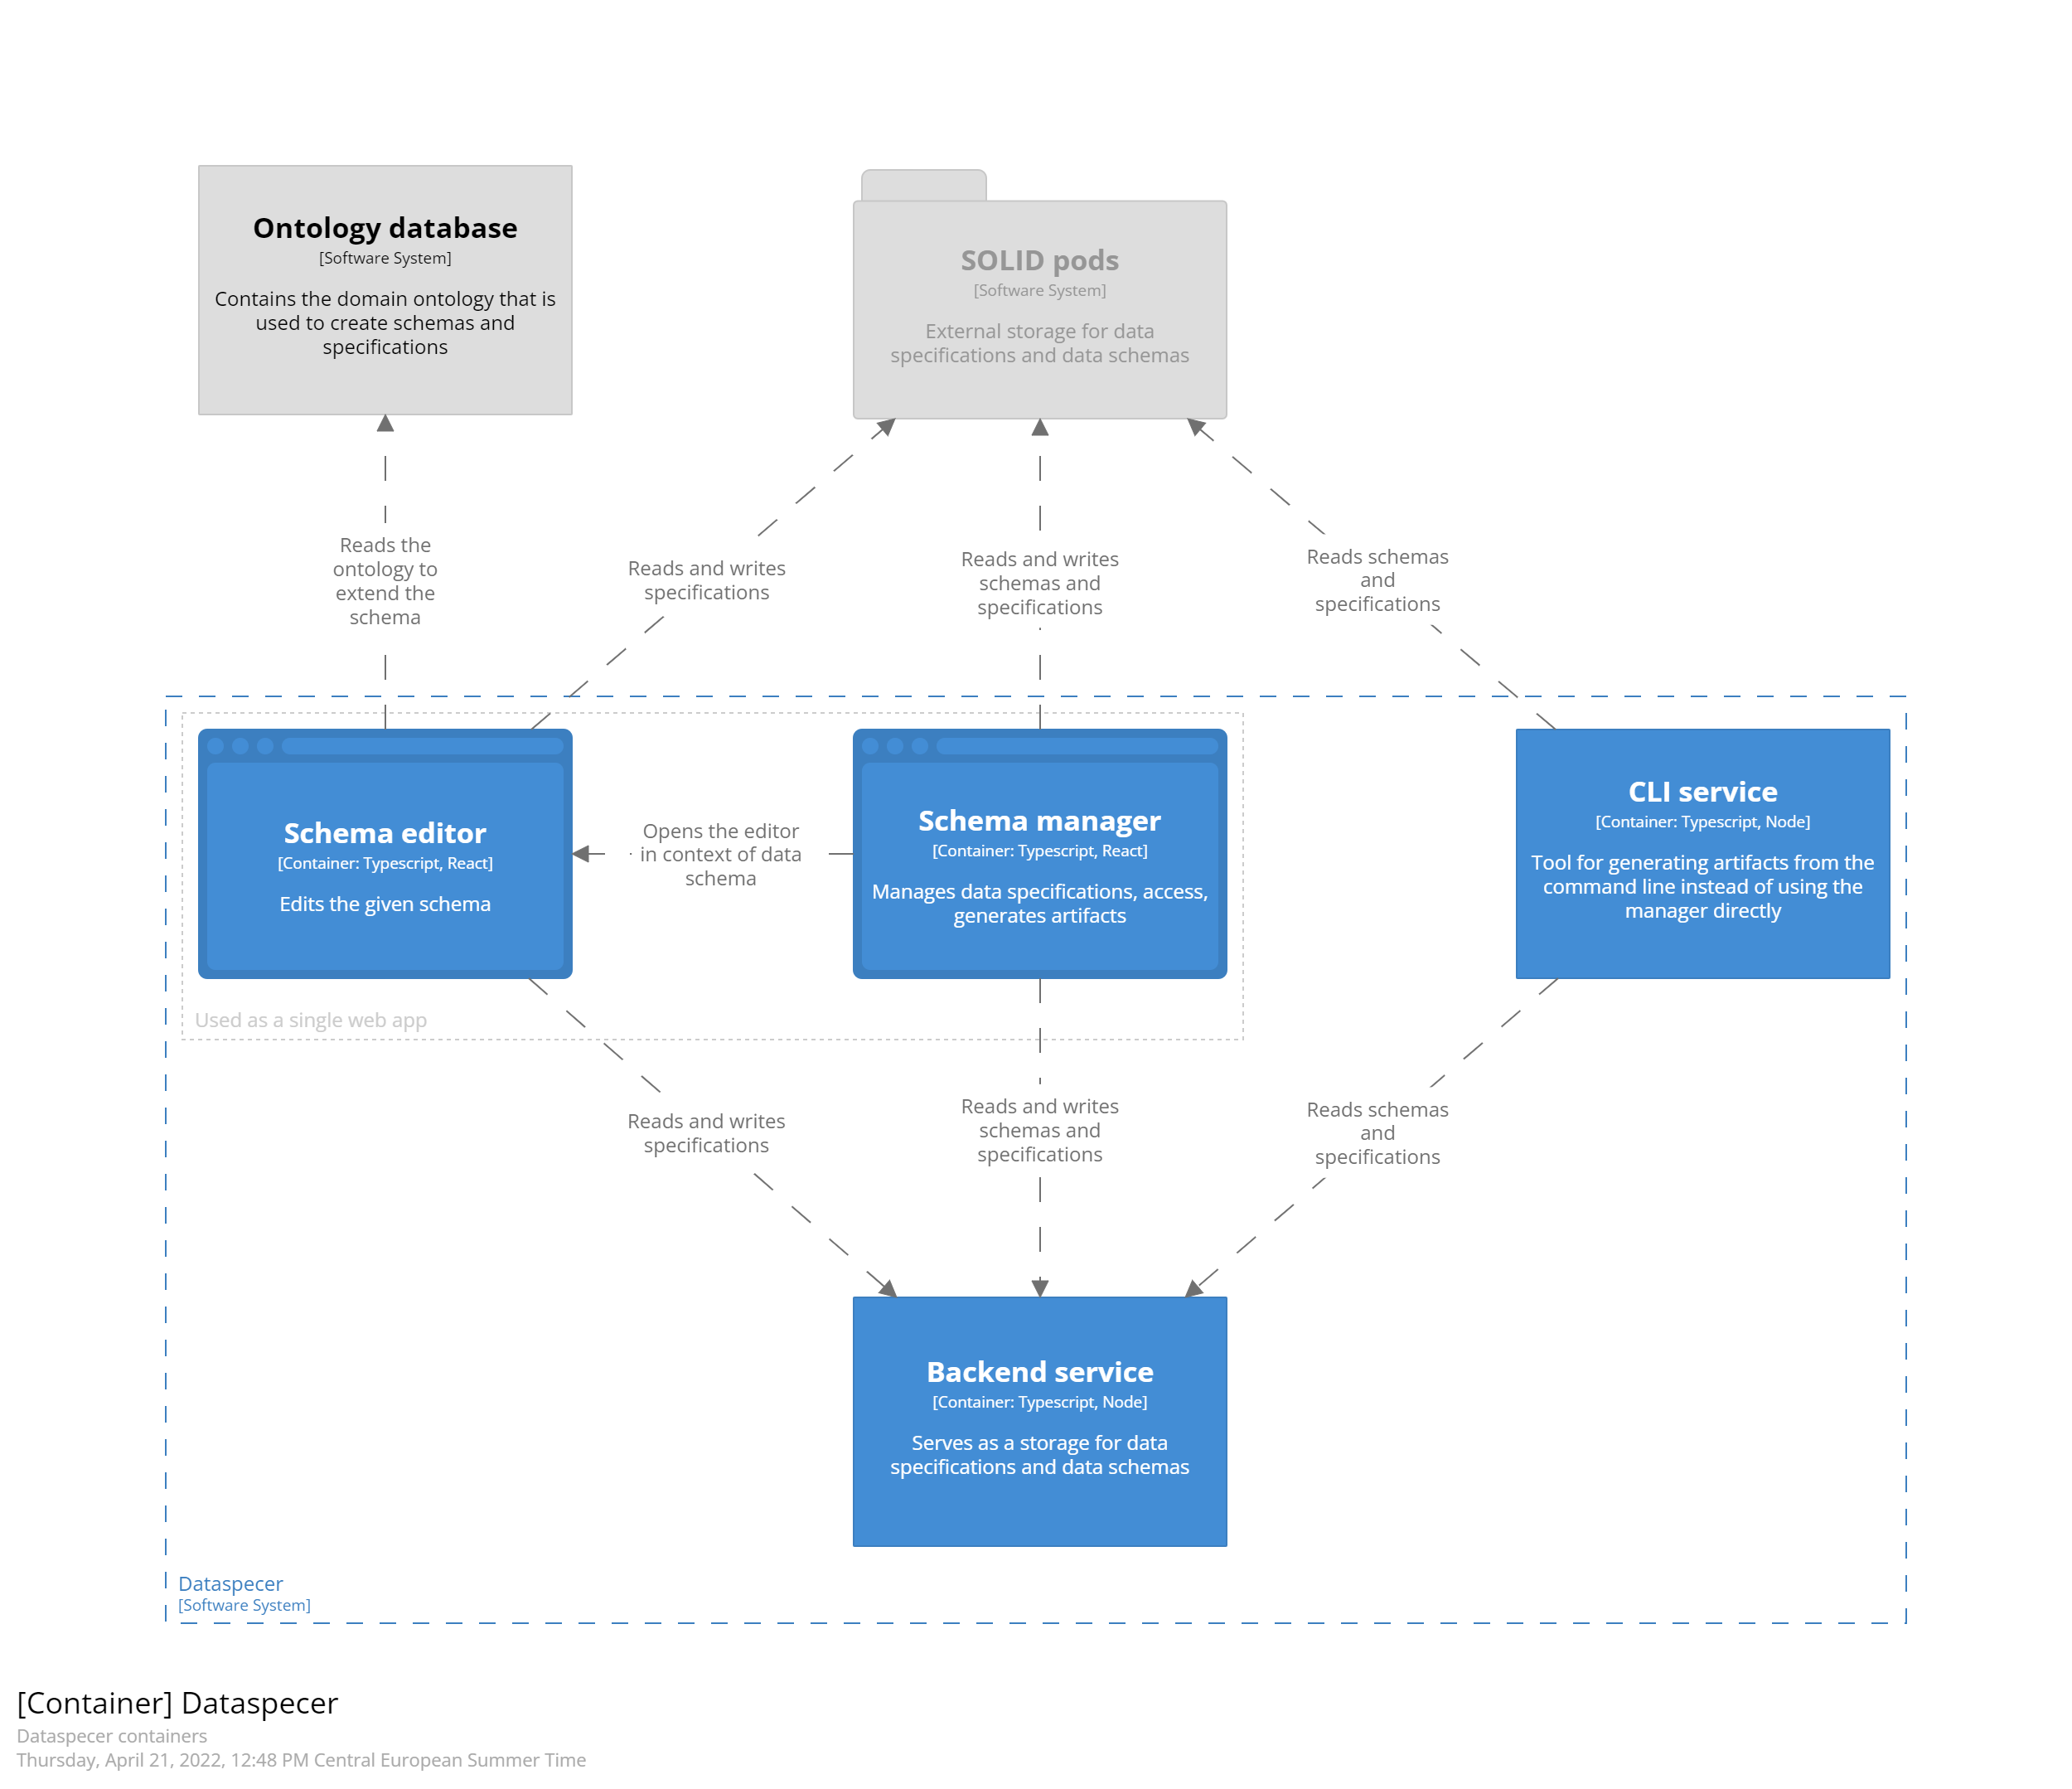 Ontology database
[Software System]
Contains the domain ontology that is
used to create schemas and
specifications
SOLID pods
[Software System]
External storage for data
specifications and data schemas
Reads the
ontology to
extend the
schema
Reads and writes
specifications
Reads and writes
schemas and
specifications
Reads schemas
and
specifications
Schema editor
[Container: Typescript, React]
Edits the given schema
Opens the editor
in context of data
schema
Schema manager
[Container: Typescript, React]
Manages data specifications, access,
generates artifacts
CLI service
[Container: Typescript, Node]
Tool for generating artifacts from the
command line instead of using the
manager directly
Used as a single web app
Reads and writes
specifications
Reads and writes
schemas and
specifications
Reads schemas
and
specifications
Backend service
[Container: Typescript, Node]
Serves as a storage for data
specifications and data schemas
Dataspecer
[Software System]
[Container] Dataspecer
Dataspecer containers
Thursday, April 21, 2022, 12:48 PM Central European Summer Time